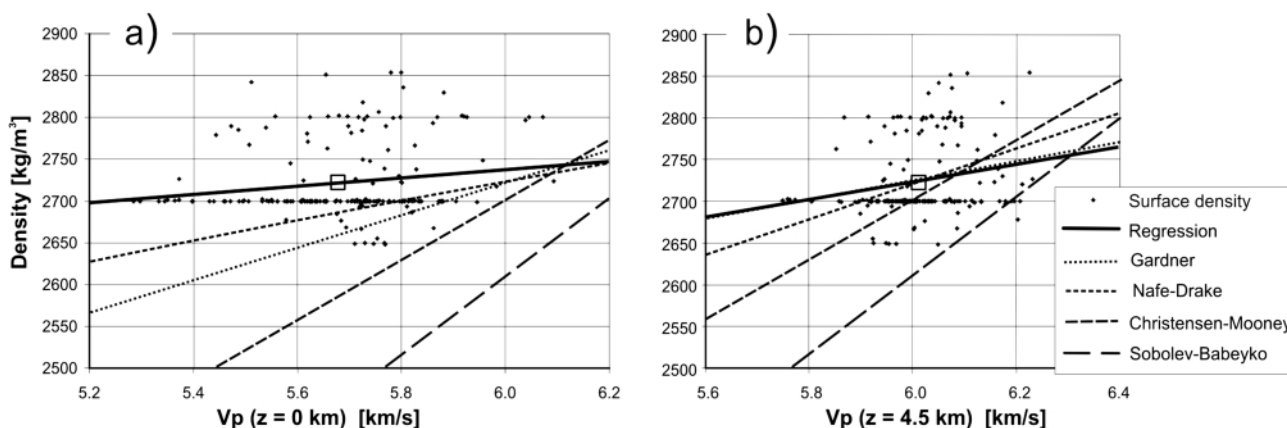 a)
2900
2850
2800
2750
2700
2650
2600
2550
2500
Density [kg/m³]
5.2 5.4 5.6 5.8 6.0 6.2
Vp (z = 0 km) [km/s]
b)
2900
2850
2800
2750
2700
2650
2600
2550
2500
5.6 5.8 6.0 6.2 6.4
Vp (z = 4.5 km) [km/s]
Surface density
Regression
Gardner
Nafe-Drake
Christensen-Mooney
Sobolev-Babeyko